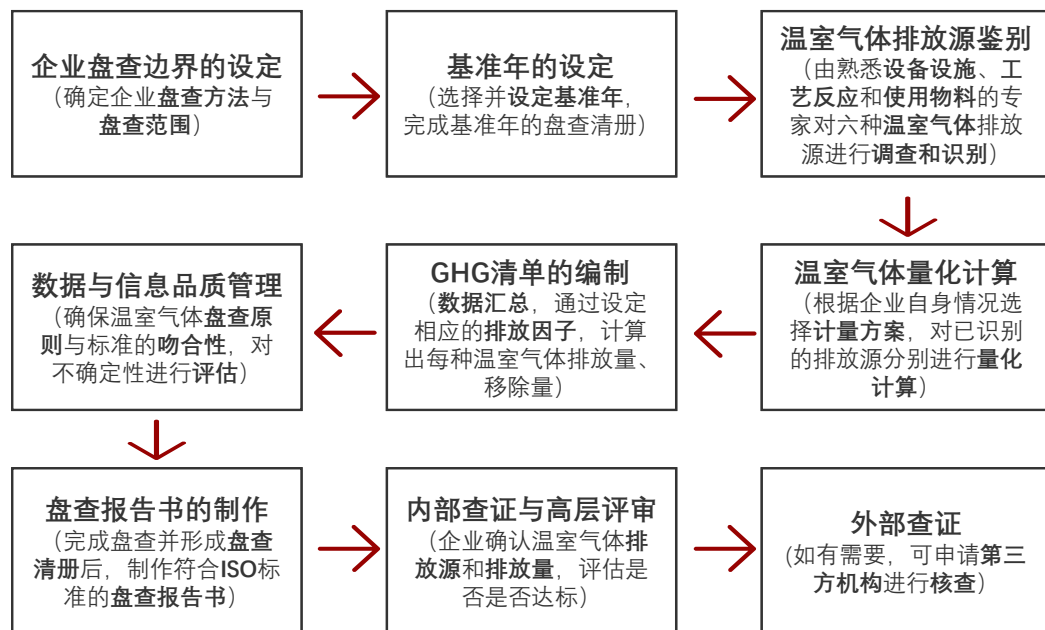 企业盘查边界的设定
（确定企业盘查方法与
盘查范围）
基准年的设定
（选择并设定基准年，
完成基准年的盘查清册）
温室气体排放源鉴别
（由熟悉设备设施、工
艺反应和使用物料的专
家对六种温室气体排放
源进行调查和识别）
数据与信息品质管理
（确保温室气体盘查原
则与标准的吻合性，对
不确定性进行评估）
GHG清单的编制
（数据汇总，通过设定
相应的排放因子，计算
出每种温室气体排放量、
移除量）
温室气体量化计算
（根据企业自身情况选
择计量方案，对已识别
的排放源分别进行量化
计算）
盘查报告书的制作
（完成盘查并形成盘查
清册后，制作符合ISO标
准的盘查报告书）
内部查证与高层评审
（企业确认温室气体排
放源和排放量，评估是
否是否达标）
外部查证
(如有需要，可申请第三
方机构进行核查）